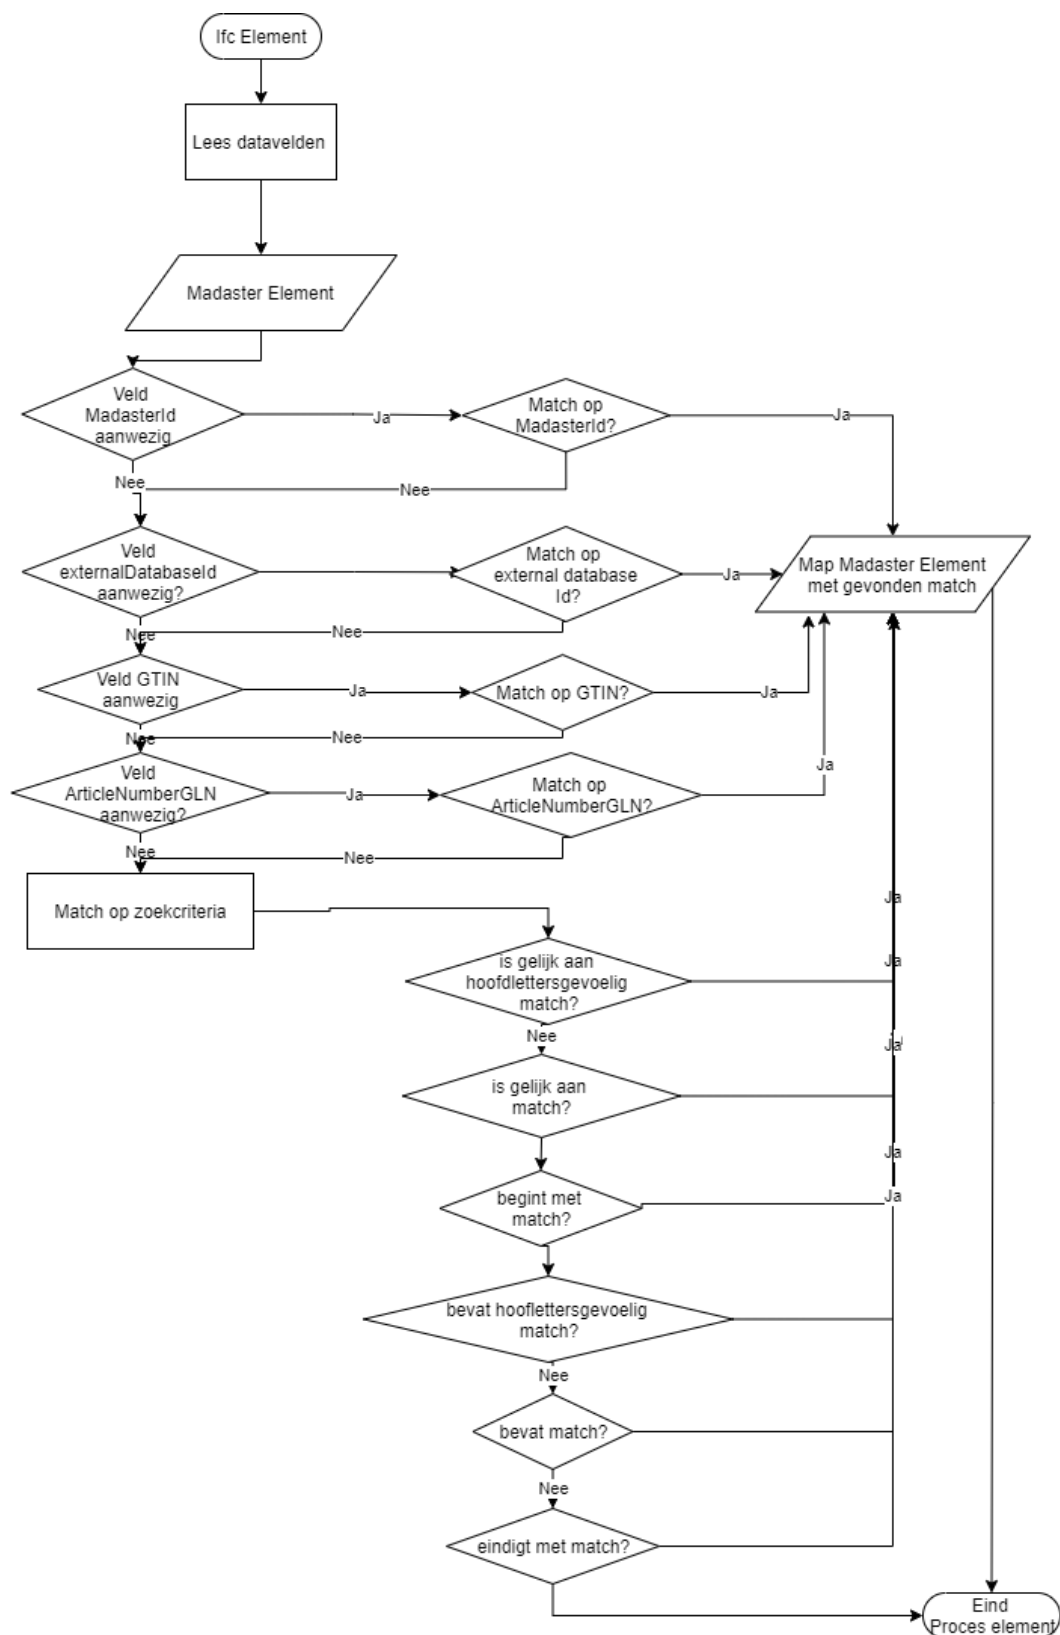 Ifc Element
Lees datavelden
Madaster Element
Veld
MadasterId
aanwezig
Ja
Match op
MadasterId?
Ja
Nee
Nee
Veld
externalDatabaseId
aanwezig?
Match op
external database
Id?
Ja
Map Madaster Element
met gevonden match
Nee
Nee
Veld GTIN
aanwezig
Ja
Match op GTIN?
Ja
Nee
Nee
Veld
ArticleNumberGLN
aanwezig?
Ja
Match op
ArticleNumberGLN?
Ja
Nee
Nee
Match op zoekcriteria
Ja
is gelijk aan
hoofdlettersgevoelig
match?
Ja
Nee
Ja
is gelijk aan
match?
Ja
begint met
match?
Ja
bevat hooflettersgevoelig
match?
Nee
bevat match?
Nee
eindigt met match?
Eind
Proces element